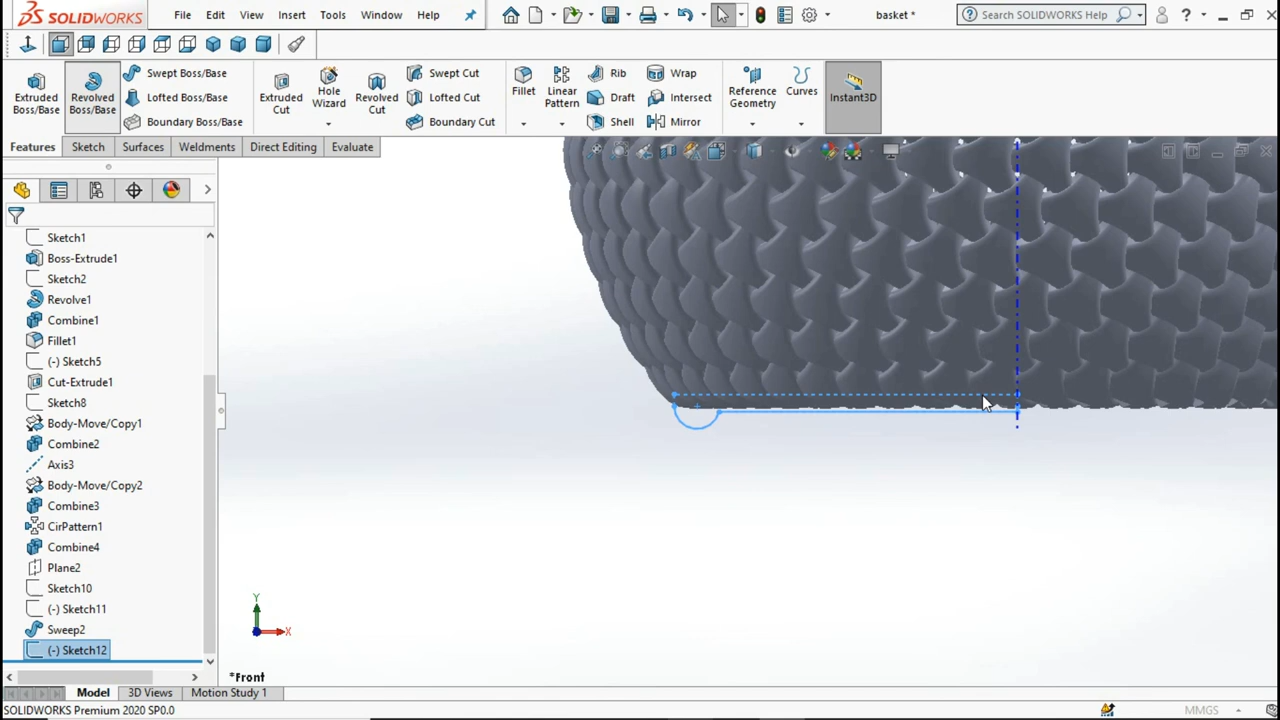 SOLIDWORKS File Edit View Insert Tools Window Help basket * Search SOLIDWORKS Help ?
Extruded Boss/Base
Revolved Boss/Base
Swept Boss/Base
Lofted Boss/Base
Boundary Boss/Base
Extruded Cut
Hole Wizard
Revolved Cut
Swept Cut
Lofted Cut
Boundary Cut
Fillet
Linear Pattern
Rib
Draft
Shell
Wrap
Intersect
Mirror
Reference Geometry
Curves
Instant3D
Features Sketch Surfaces Weldments Direct Editing Evaluate
Sketch1
Boss-Extrude1
Sketch2
Revolve1
Combine1
Fillet1
(-) Sketch5
Cut-Extrude1
Sketch8
Body-Move/Copy1
Combine2
Axis3
Body-Move/Copy2
Combine3
CirPattern1
Combine4
Plane2
Sketch10
(-) Sketch11
Sweep2
(-) Sketch12
Y
X
*Front
Model 3D Views Motion Study 1
SOLIDWORKS Premium 2020 SP0.0 MMGS